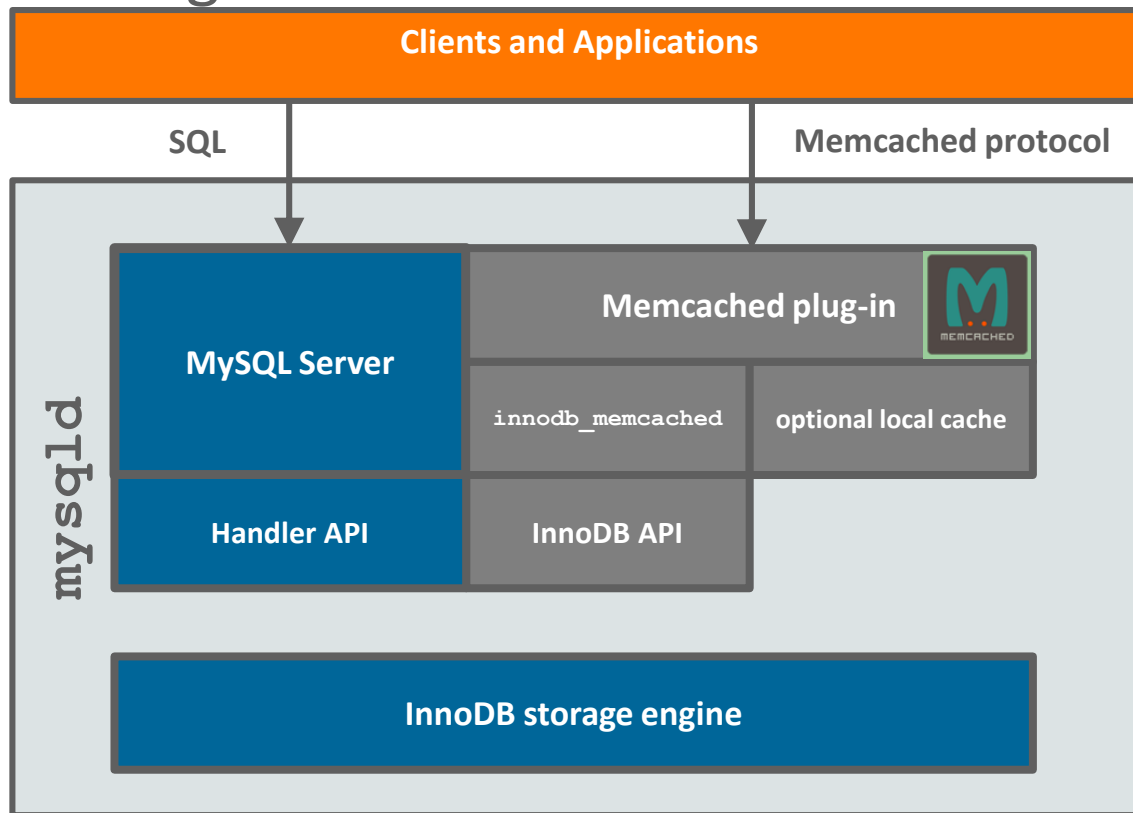 Clients and Applications
SQL
Memcached protocol
mysqld
MySQL Server
Memcached plug-in
MEMCACHED
innodb_memcached
optional local cache
Handler API
InnoDB API
InnoDB storage engine